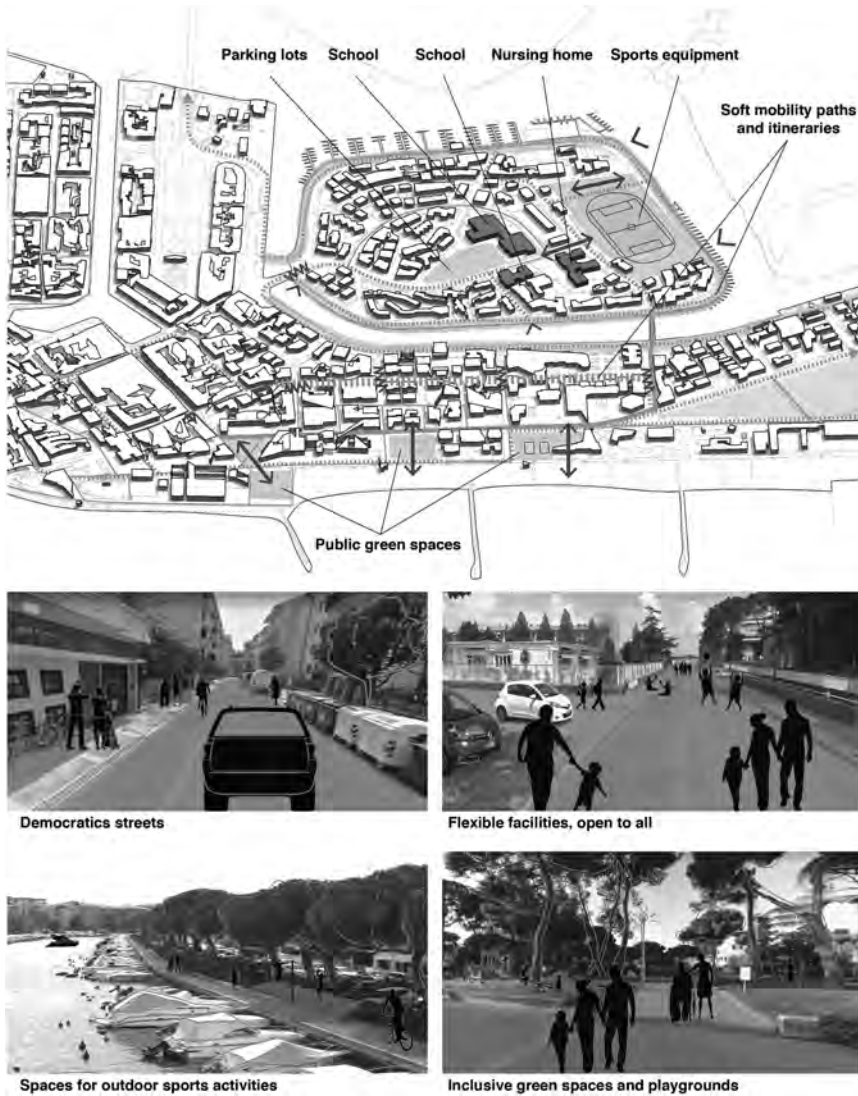 Parking lots
School
School
Nursing home
Sports equipment
Soft mobility paths
and itineraries
Public green spaces
Democratics streets
Flexible facilities, open to all
Spaces for outdoor sports activities
Inclusive green spaces and playgrounds